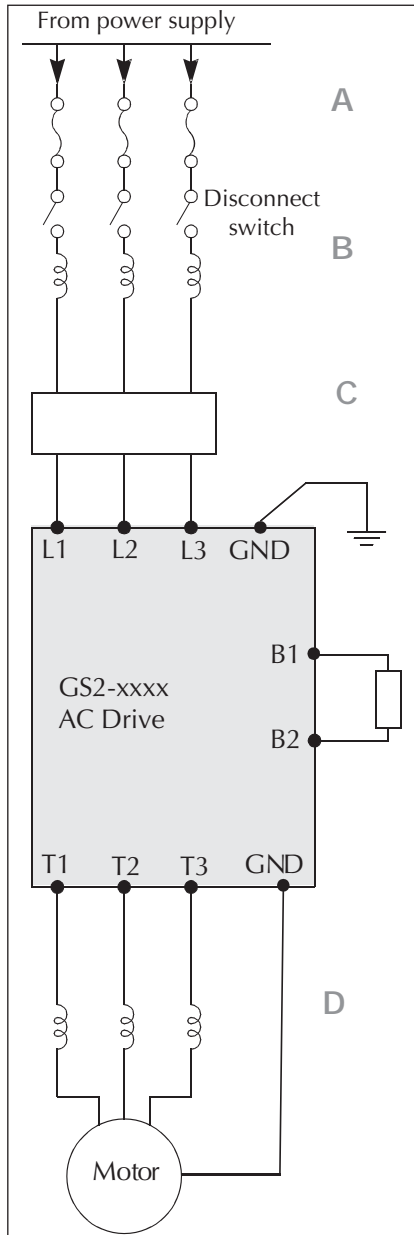 From power supply
A
Disconnect
switch
B
C
L1 L2 L3 GND
B1
GS2-xxxx
AC Drive
B2
T1 T2 T3 GND
D
Motor